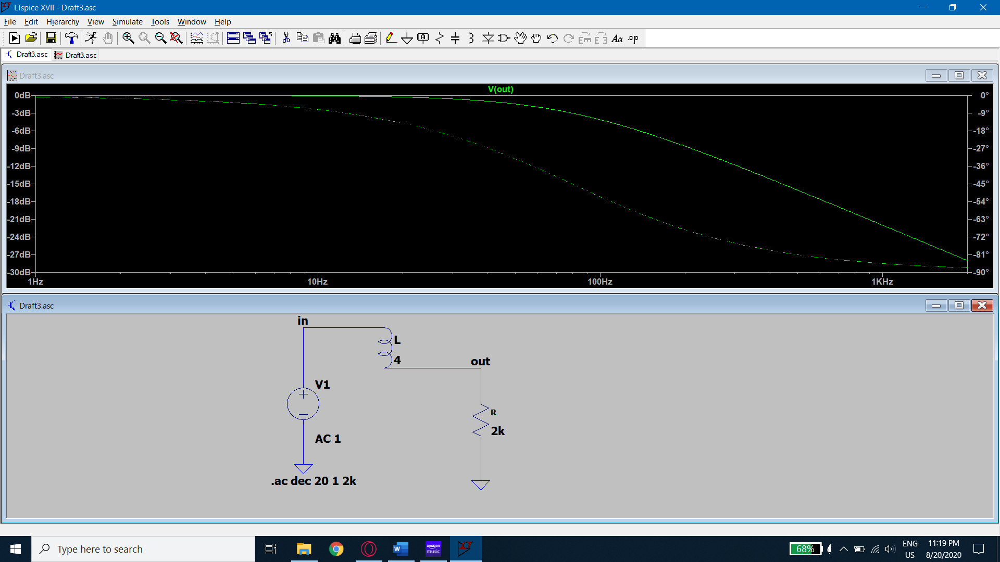 LTspice XVII - Draft3.asc
File Edit Hierarchy View Simulate Tools Window Help
Draft3.asc Draft3.asc
Draft3.asc
V(out)
0dB 0°
-3dB -9°
-6dB -18°
-9dB -27°
-12dB -36°
-15dB -45°
-18dB -54°
-21dB -63°
-24dB -72°
-27dB -81°
-30dB -90°
1Hz 10Hz 100Hz 1KHz
Draft3.asc
in
L
4
out
V1
R
2k
AC 1
.ac dec 20 1 2k
Type here to search
W
amazon music
68%
ENG
US
11:19 PM
8/20/2020